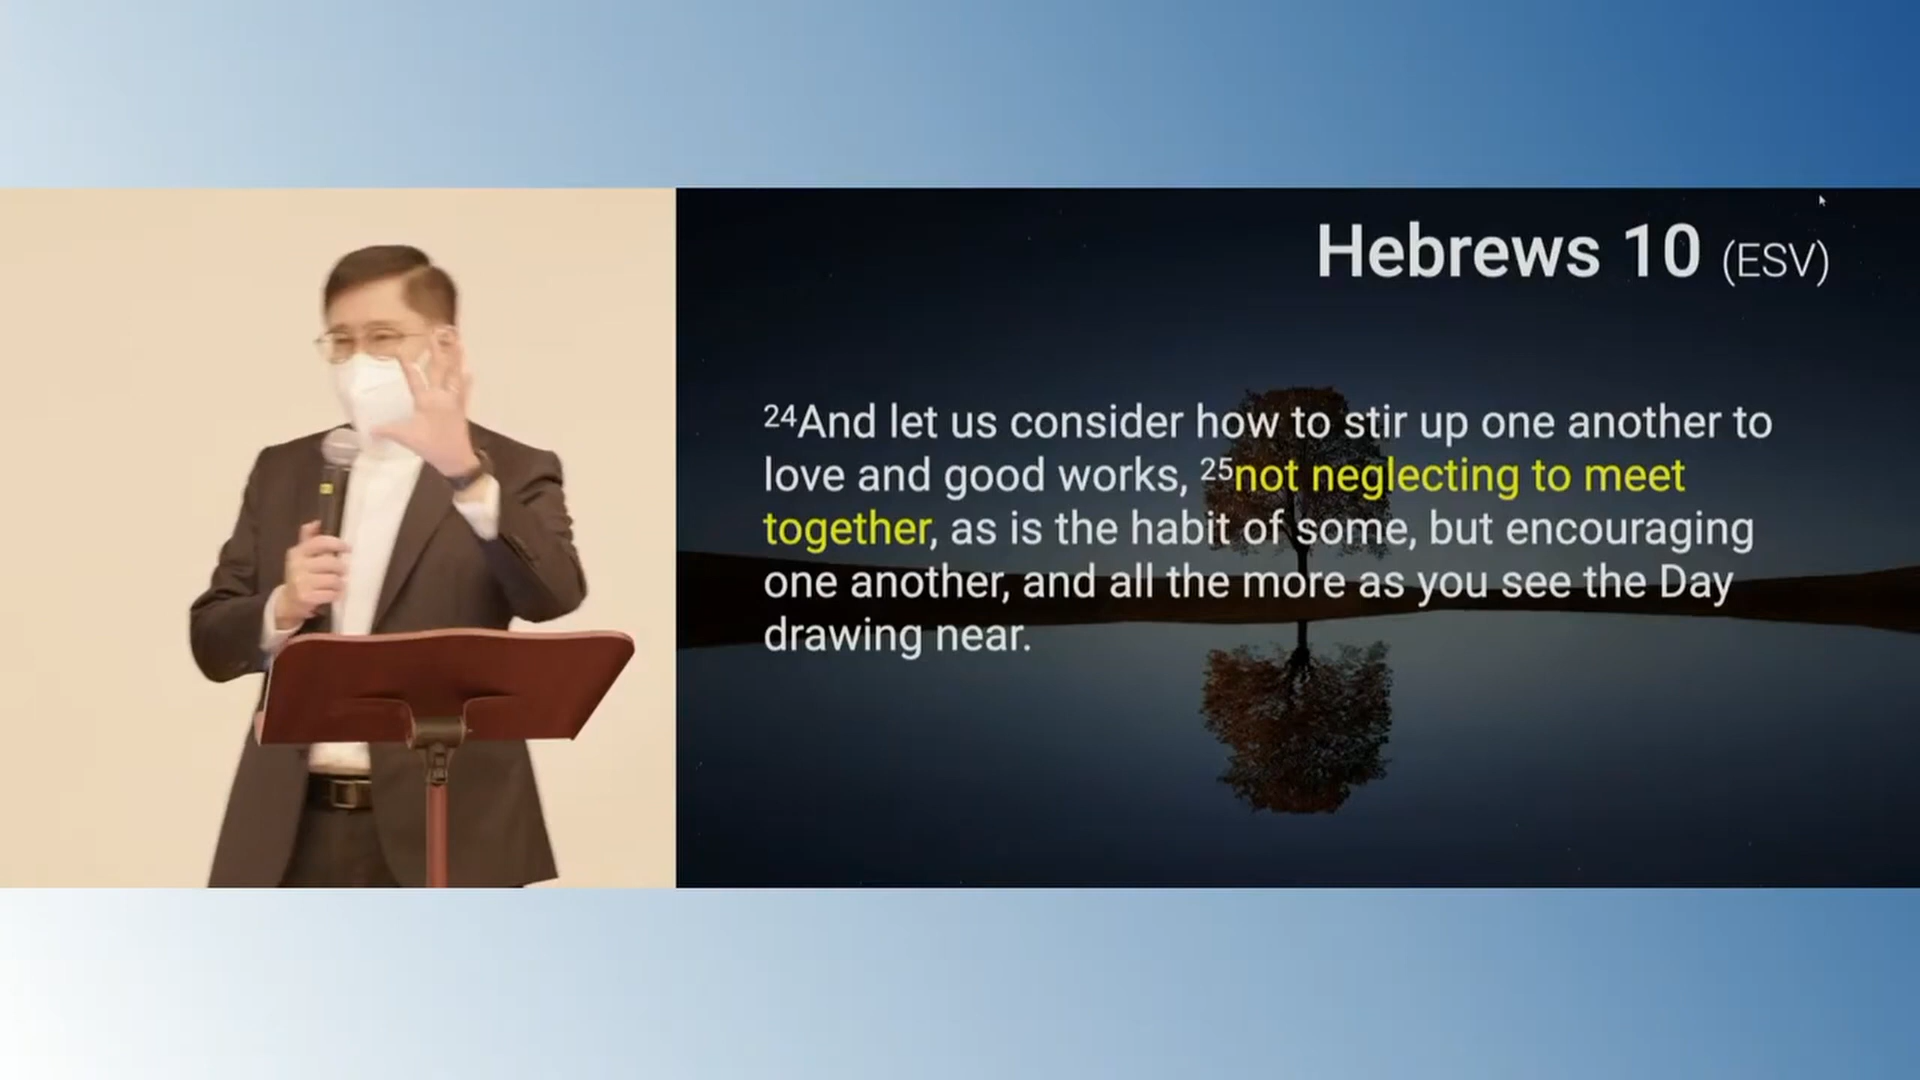 Hebrews 10 (ESV)
24And let us consider how to stir up one another to
love and good works, 25not neglecting to meet
together, as is the habit of some, but encouraging
one another, and all the more as you see the Day
drawing near.